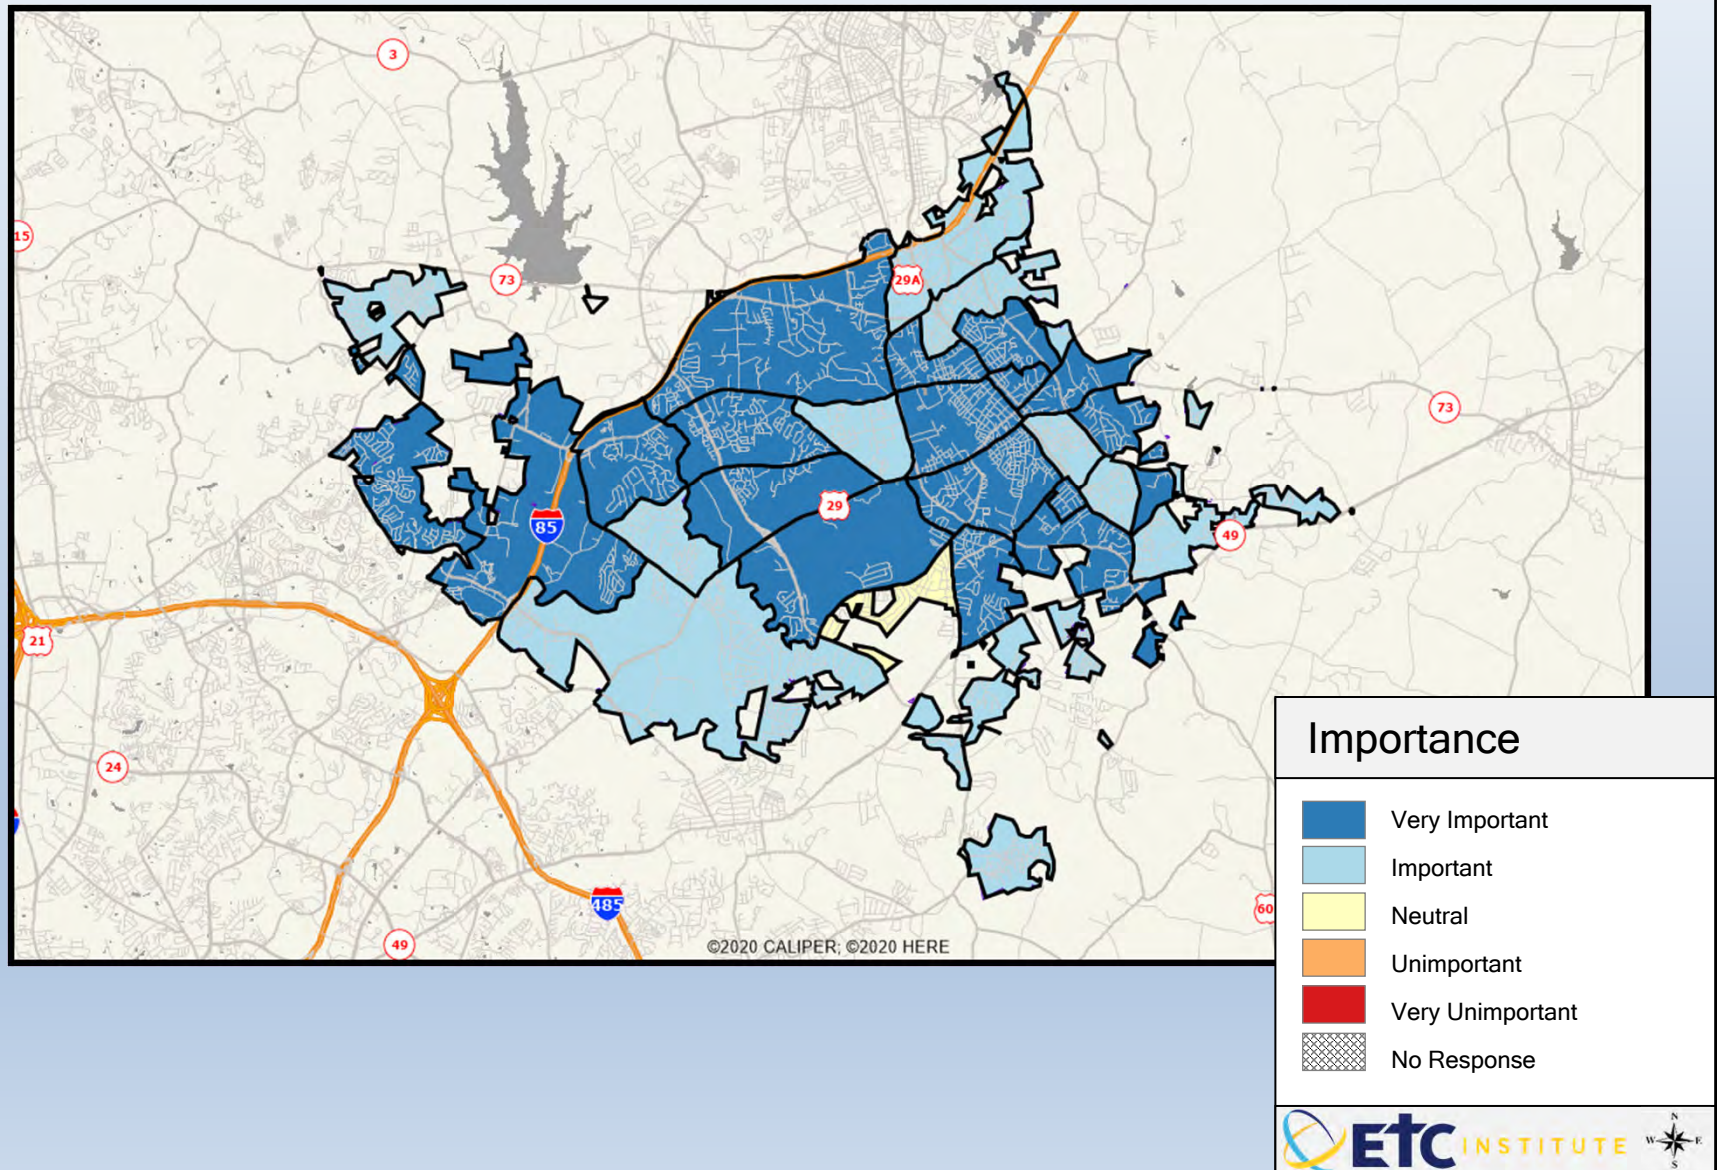 3
15
73
29A
73
29
85
49
21
24
485
60
49
©2020 CALIPER; ©2020 HERE
Importance
Very Important
Important
Neutral
Unimportant
Very Unimportant
No Response
ETC INSTITUTE
N
W E
S